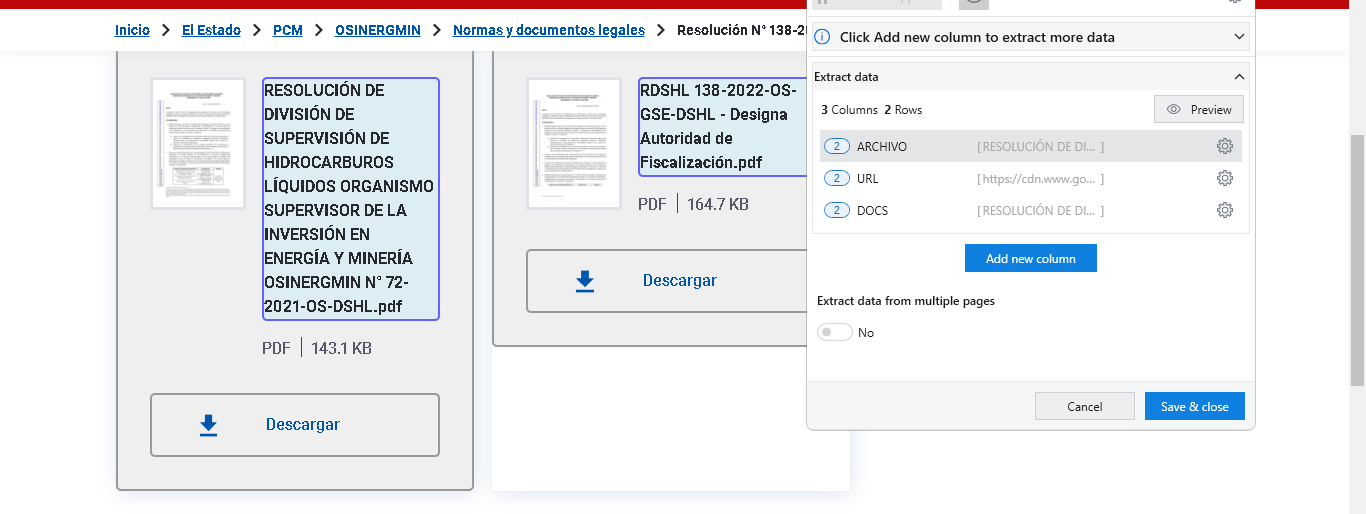 Inicio > El Estado > PCM > OSINERGMIN > Normas y documentos legales > Resolución N° 138-2
RESOLUCIÓN DE
DIVISIÓN DE
SUPERVISIÓN DE
HIDROCARBUROS
LÍQUIDOS ORGANISMO
SUPERVISOR DE LA
INVERSIÓN EN
ENERGÍA Y MINERÍA
OSINERGMIN N° 72-
2021-OS-DSHL.pdf
PDF | 143.1 KB
Descargar
RDSHL 138-2022-OS-
GSE-DSHL - Designa
Autoridad de
Fiscalización.pdf
PDF | 164.7 KB
Descargar
Click Add new column to extract more data
Extract data
3 Columns 2 Rows
Preview
2 ARCHIVO [RESOLUCIÓN DE DI... ]
2 URL [https://cdn.www.go... ]
2 DOCS [RESOLUCIÓN DE DI... ]
Add new column
Extract data from multiple pages
No
Cancel
Save & close